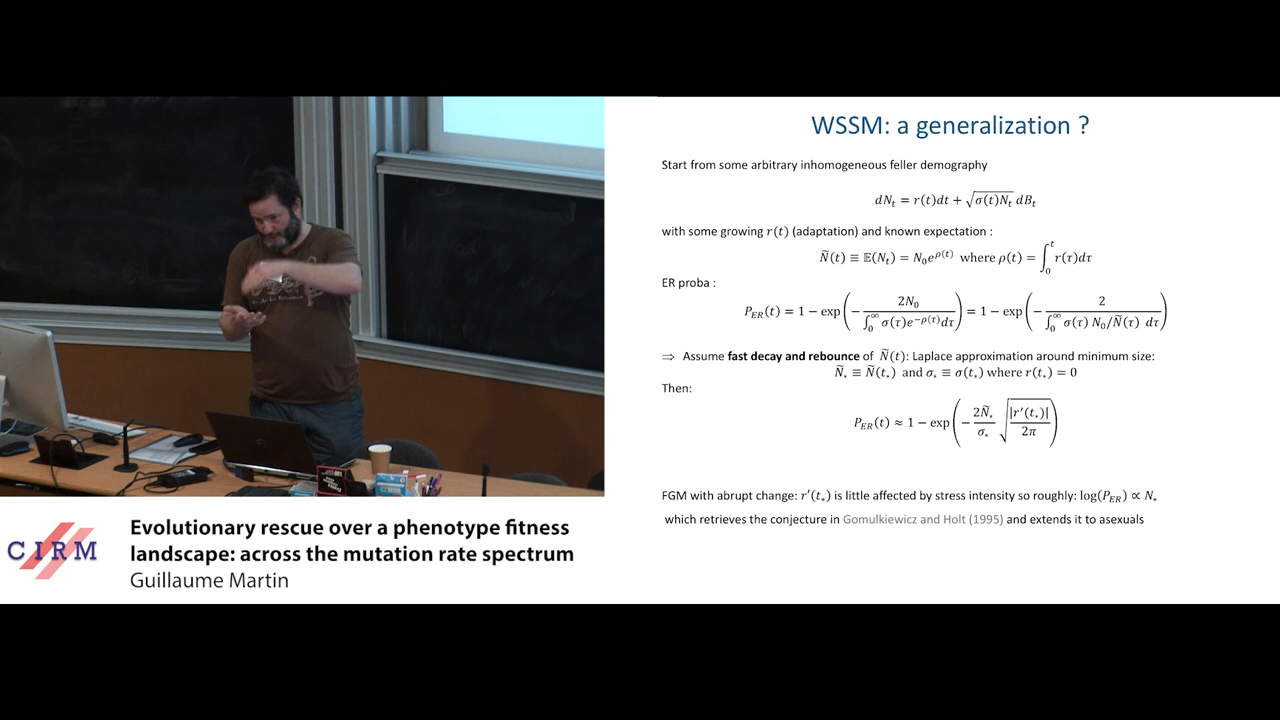 WSSM: a generalization ?
Start from some arbitrary inhomogeneous feller demography
dN_t = r(t)dt + √(σ(t)N_t) dB_t
with some growing r(t) (adaptation) and known expectation :
Ñ(t) ≡ 𝔼(N_t) = N_0 e^{ρ(t)} where ρ(t) = ∫_0^t r(τ)dτ
ER proba :
P_ER(t) = 1 − exp(− 2N_0 / ∫_0^∞ σ(τ)e^{−ρ(τ)}dτ) = 1 − exp(− 2 / ∫_0^∞ σ(τ) N_0/Ñ(τ) dτ)
⟹ Assume fast decay and rebounce of Ñ(t): Laplace approximation around minimum size:
Ñ_* ≡ Ñ(t_*) and σ_* ≡ σ(t_*) where r(t_*) = 0
Then:
P_ER(t) ≈ 1 − exp(− 2Ñ_*/σ_* √(|r′(t_*)|/2π))
FGM with abrupt change: r′(t_*) is little affected by stress intensity so roughly: log(P_ER) ∝ N_*
which retrieves the conjecture in Gomulkiewicz and Holt (1995) and extends it to asexuals
CIRM
Evolutionary rescue over a phenotype fitness
landscape: across the mutation rate spectrum
Guillaume Martin